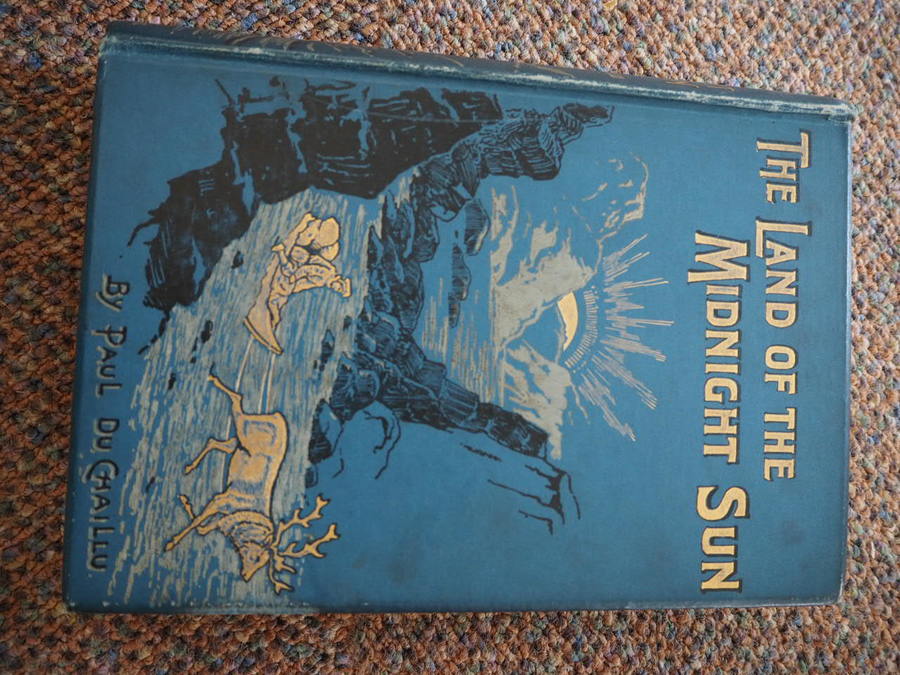 THE LAND OF THE
MIDNIGHT SUN
By PAUL DU CHAILLU